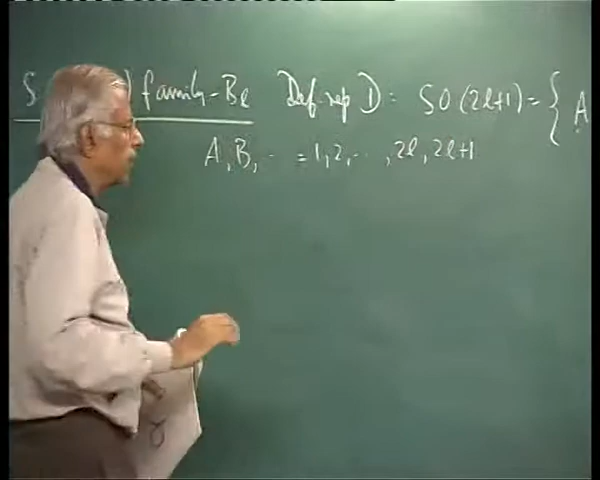 S ) family - Bl Def. rep D : SO(2l+1) = { A
A, B, .. = 1, 2, .. , 2l, 2l+1